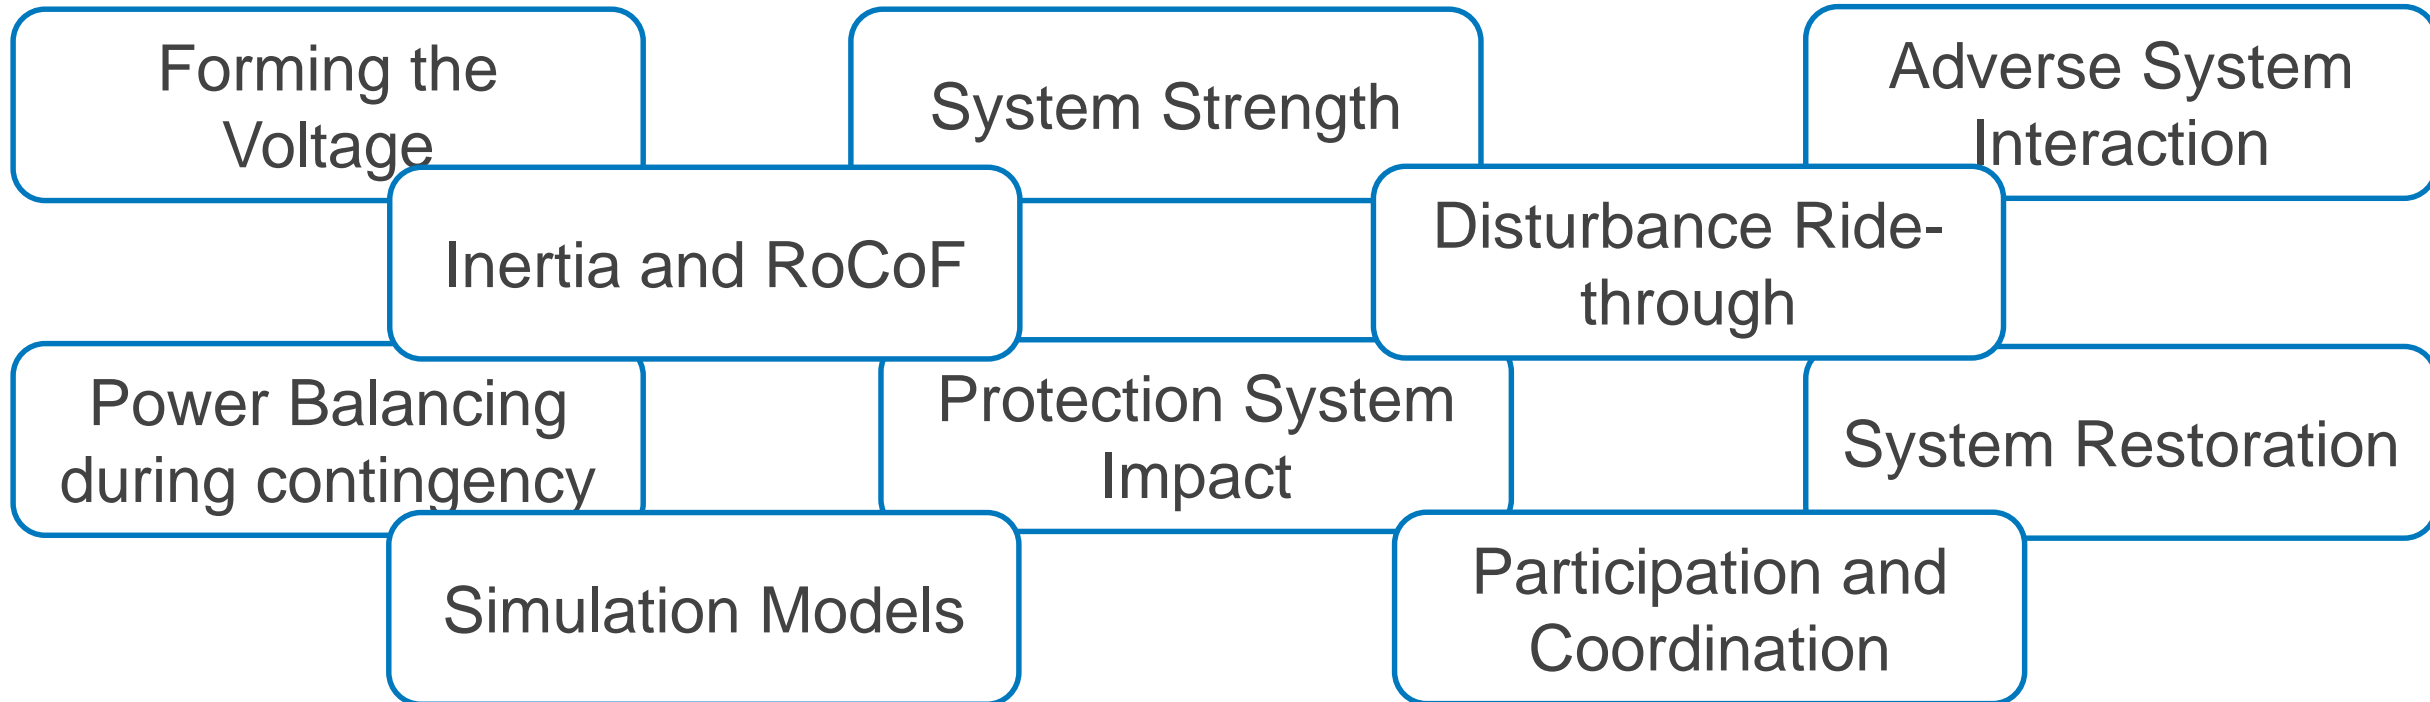 Forming the
Voltage
System Strength
Adverse System
Interaction
Inertia and RoCoF
Disturbance Ride-
through
Power Balancing
during contingency
Protection System
Impact
System Restoration
Simulation Models
Participation and
Coordination